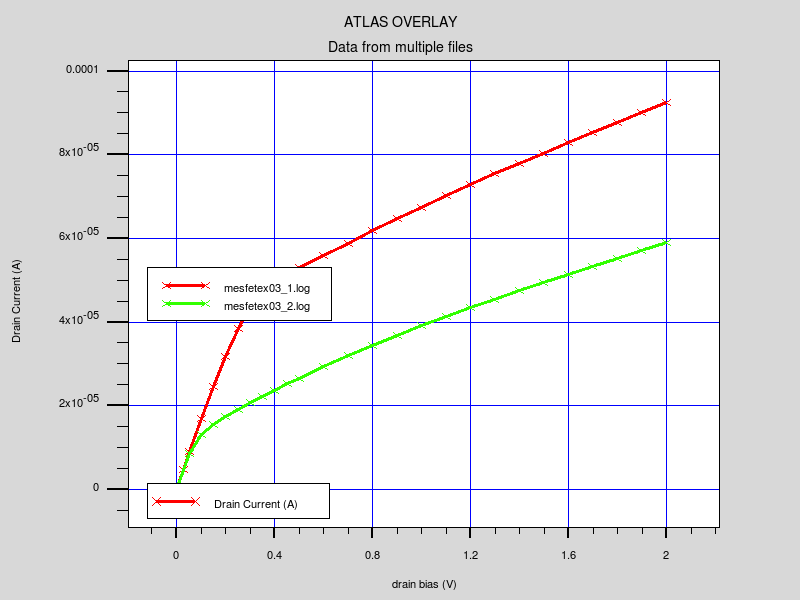 ATLAS OVERLAY
Data from multiple files
0.0001
8x10-05
6x10-05
4x10-05
2x10-05
0
Drain Current (A)
mesfetex03_1.log
mesfetex03_2.log
Drain Current (A)
0 0.4 0.8 1.2 1.6 2
drain bias (V)